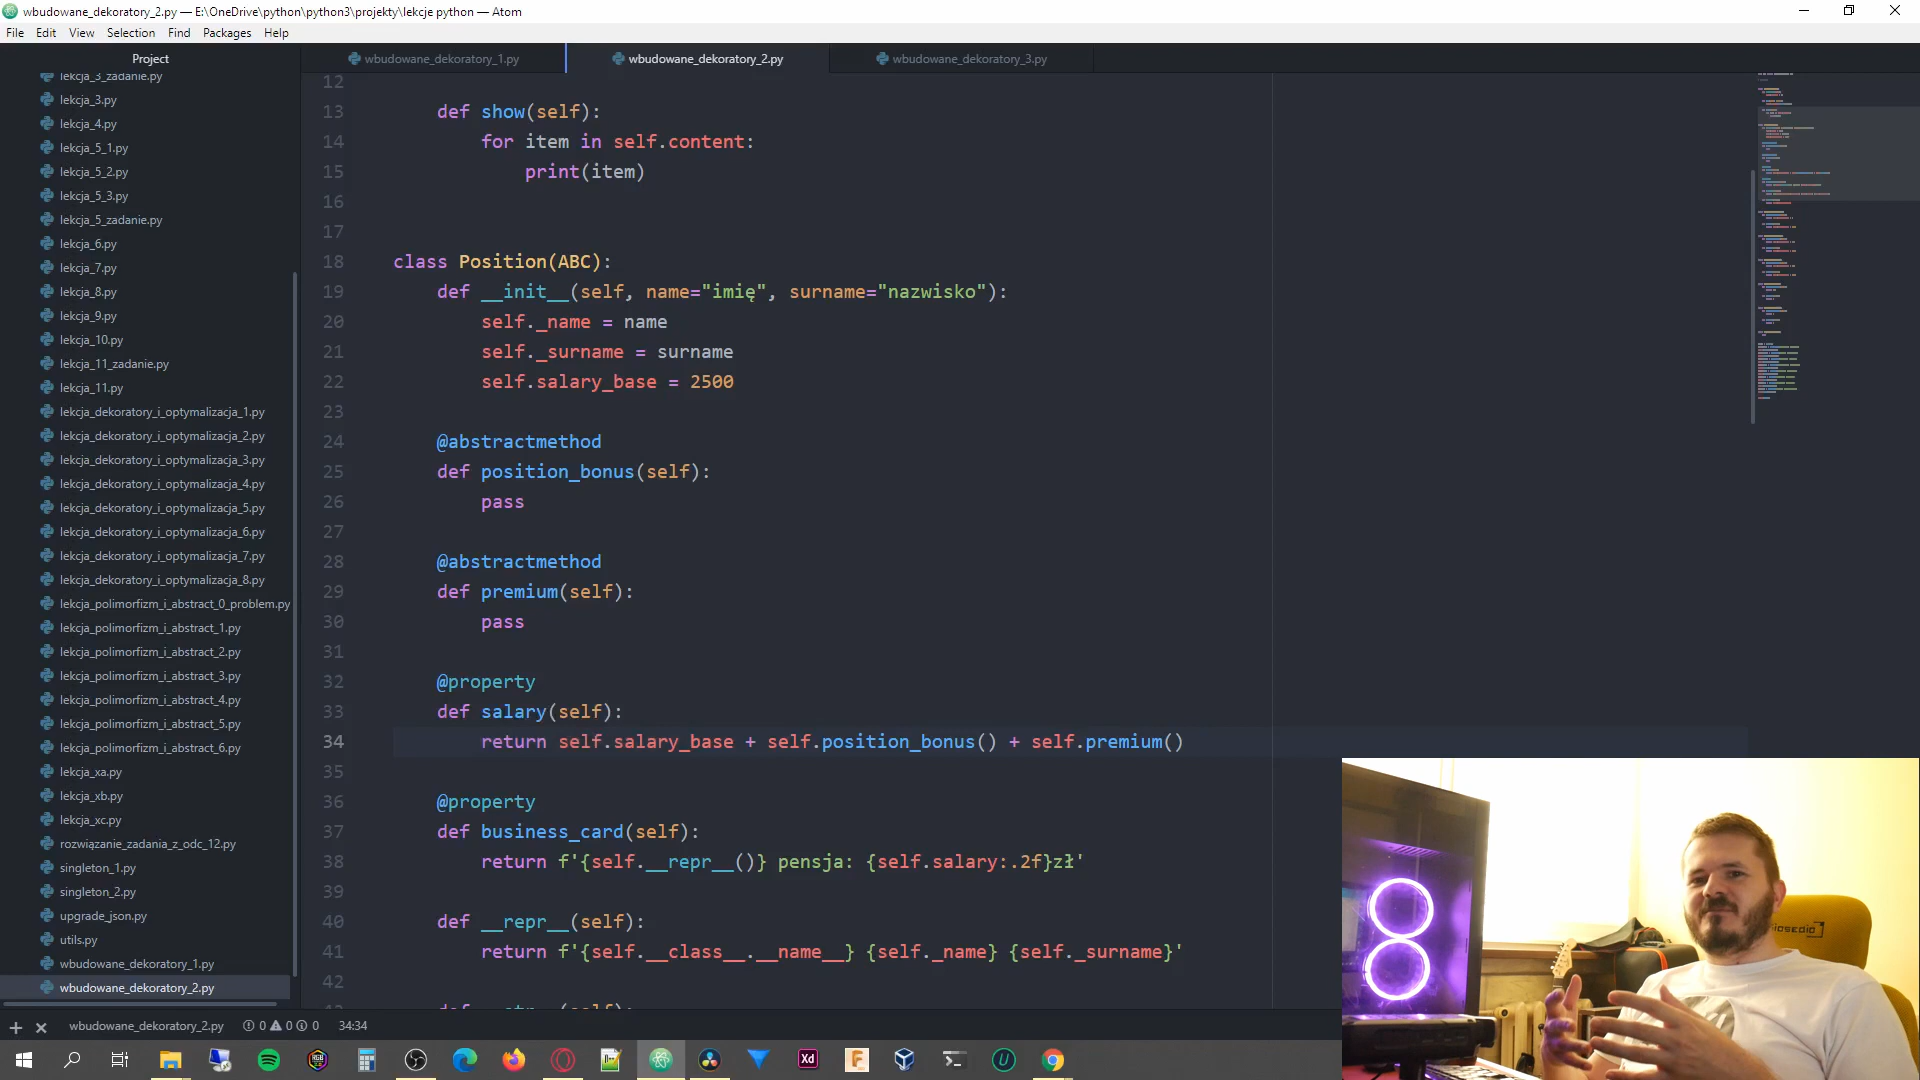 wbudowane_dekoratory_2.py — E:\OneDrive\python\python3\projekty\lekcje python — Atom
File Edit View Selection Find Packages Help
Project
wbudowane_dekoratory_1.py
wbudowane_dekoratory_2.py
wbudowane_dekoratory_3.py
lekcja_3_zadanie.py
lekcja_3.py
lekcja_4.py
lekcja_5_1.py
lekcja_5_2.py
lekcja_5_3.py
lekcja_5_zadanie.py
lekcja_6.py
lekcja_7.py
lekcja_8.py
lekcja_9.py
lekcja_10.py
lekcja_11_zadanie.py
lekcja_11.py
lekcja_dekoratory_i_optymalizacja_1.py
lekcja_dekoratory_i_optymalizacja_2.py
lekcja_dekoratory_i_optymalizacja_3.py
lekcja_dekoratory_i_optymalizacja_4.py
lekcja_dekoratory_i_optymalizacja_5.py
lekcja_dekoratory_i_optymalizacja_6.py
lekcja_dekoratory_i_optymalizacja_7.py
lekcja_dekoratory_i_optymalizacja_8.py
lekcja_polimorfizm_i_abstract_0_problem.py
lekcja_polimorfizm_i_abstract_1.py
lekcja_polimorfizm_i_abstract_2.py
lekcja_polimorfizm_i_abstract_3.py
lekcja_polimorfizm_i_abstract_4.py
lekcja_polimorfizm_i_abstract_5.py
lekcja_polimorfizm_i_abstract_6.py
lekcja_xa.py
lekcja_xb.py
lekcja_xc.py
rozwiązanie_zadania_z_odc_12.py
singleton_1.py
singleton_2.py
upgrade_json.py
utils.py
wbudowane_dekoratory_1.py
wbudowane_dekoratory_2.py
12
13 def show(self):
14 for item in self.content:
15 print(item)
16
17
18 class Position(ABC):
19 def __init__(self, name="imię", surname="nazwisko"):
20 self._name = name
21 self._surname = surname
22 self.salary_base = 2500
23
24 @abstractmethod
25 def position_bonus(self):
26 pass
27
28 @abstractmethod
29 def premium(self):
30 pass
31
32 @property
33 def salary(self):
34 return self.salary_base + self.position_bonus() + self.premium()
35
36 @property
37 def business_card(self):
38 return f'{self.__repr__()} pensja: {self.salary:.2f}zł'
39
40 def __repr__(self):
41 return f'{self.__class__.__name__} {self._name} {self._surname}'
42
wbudowane_dekoratory_2.py 0 0 0 34:34
Xd